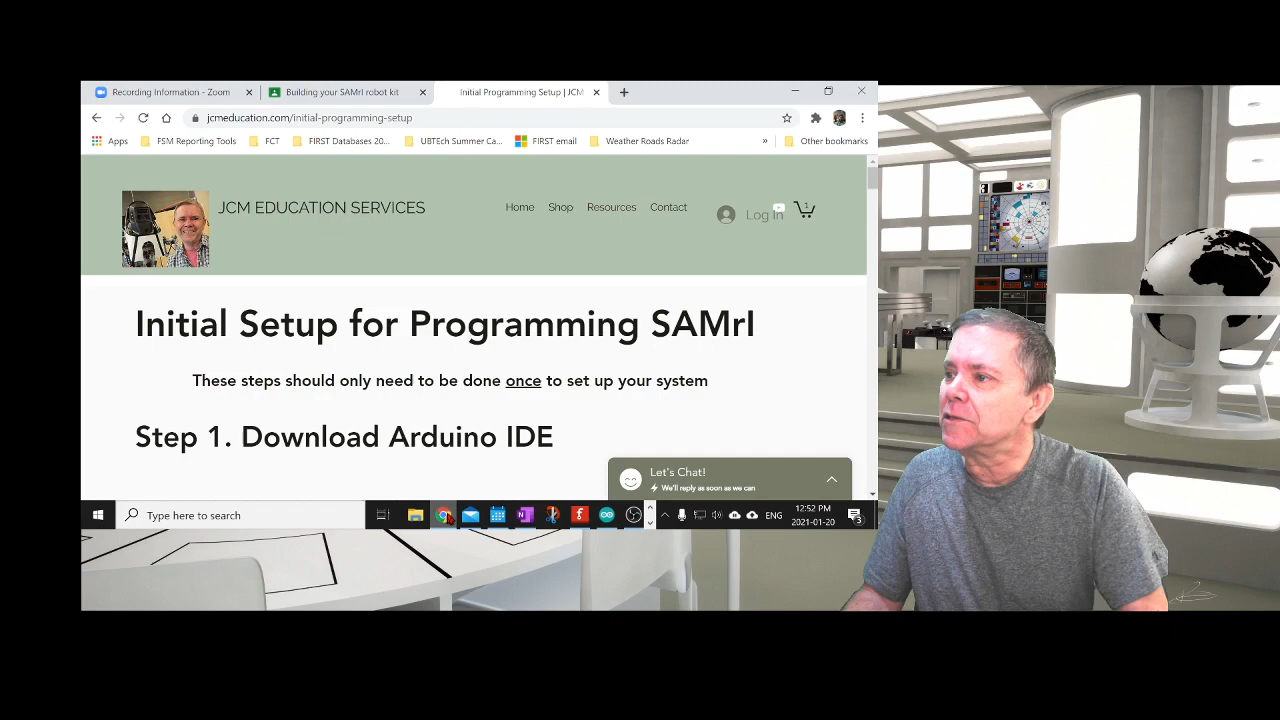 Recording Information - Zoom
Building your SAMrI robot kit
Initial Programming Setup | JCM
jcmeducation.com/initial-programming-setup
Apps
FSM Reporting Tools
FCT
FIRST Databases 20...
UBTEch Summer Ca...
FIRST email
Weather Roads Radar
»
Other bookmarks
JCM EDUCATION SERVICES
Home
Shop
Resources
Contact
Log In
1
Initial Setup for Programming SAMrI
These steps should only need to be done once to set up your system
Step 1. Download Arduino IDE
Let's Chat!
We'll reply as soon as we can
Type here to search
ENG
12:52 PM
2021-01-20
3